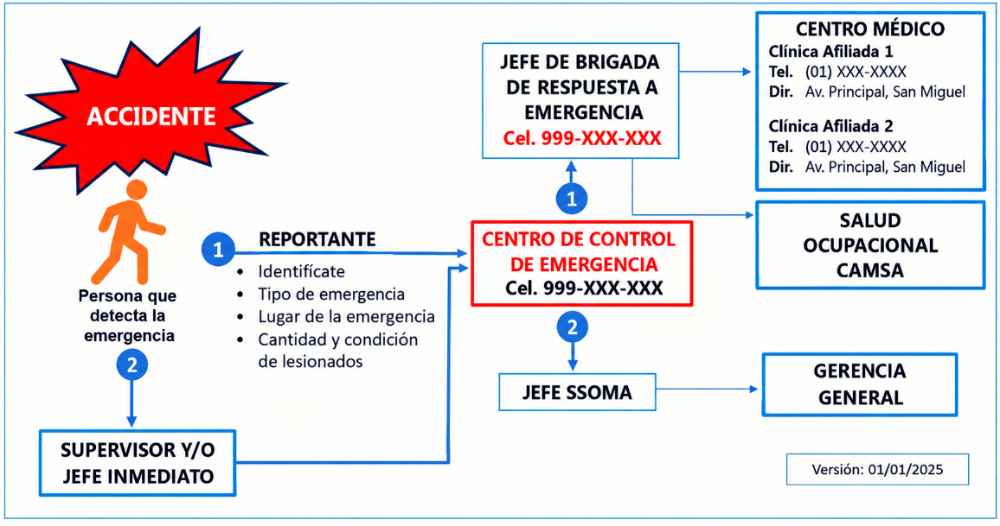 ACCIDENTE
Persona que
detecta la
emergencia
1
REPORTANTE
• Identifícate
• Tipo de emergencia
• Lugar de la emergencia
• Cantidad y condición
de lesionados
2
SUPERVISOR Y/O
JEFE INMEDIATO
CENTRO DE CONTROL
DE EMERGENCIA
Cel. 999-XXX-XXX
1
JEFE DE BRIGADA
DE RESPUESTA A
EMERGENCIA
Cel. 999-XXX-XXX
CENTRO MÉDICO
Clínica Afiliada 1
Tel. (01) XXX-XXXX
Dir. Av. Principal, San Miguel
Clínica Afiliada 2
Tel. (01) XXX-XXXX
Dir. Av. Principal, San Miguel
SALUD
OCUPACIONAL
CAMSA
2
JEFE SSOMA
GERENCIA
GENERAL
Versión: 01/01/2025